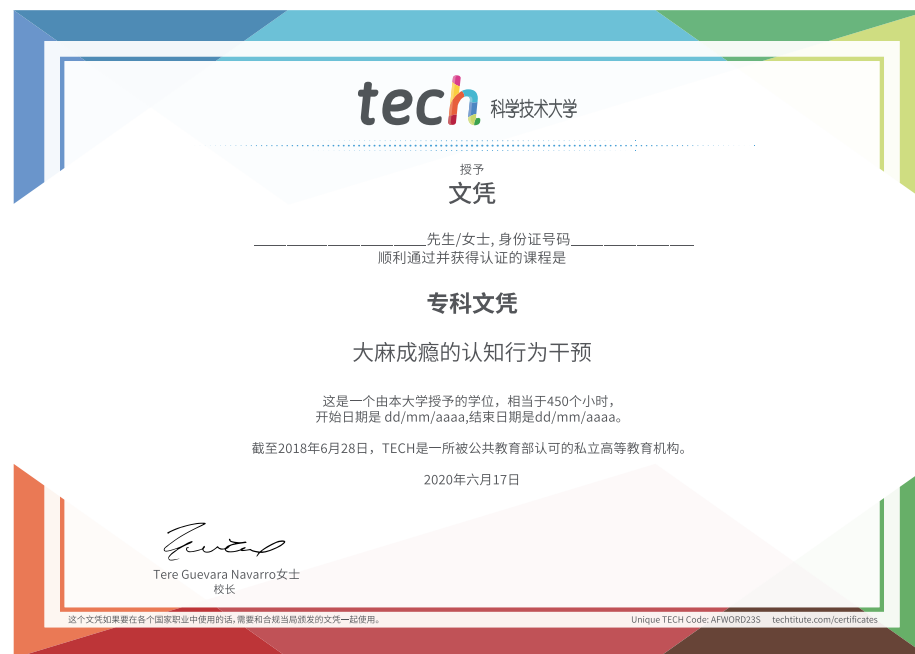 tech 科学技术大学
授予
文凭
________________________先生/女士, 身份证号码_________________
顺利通过并获得认证的课程是
专科文凭
大麻成瘾的认知行为干预
这是一个由本大学授予的学位，相当于450个小时，
开始日期是 dd/mm/aaaa,结束日期是dd/mm/aaaa。
截至2018年6月28日，TECH是一所被公共教育部认可的私立高等教育机构。
2020年六月17日
Tere Guevara Navarro女士
校长
这个文凭如果要在各个国家职业中使用的话,需要和合规当局颁发的文凭一起使用。
Unique TECH Code: AFWORD23S techtitute.com/certificates